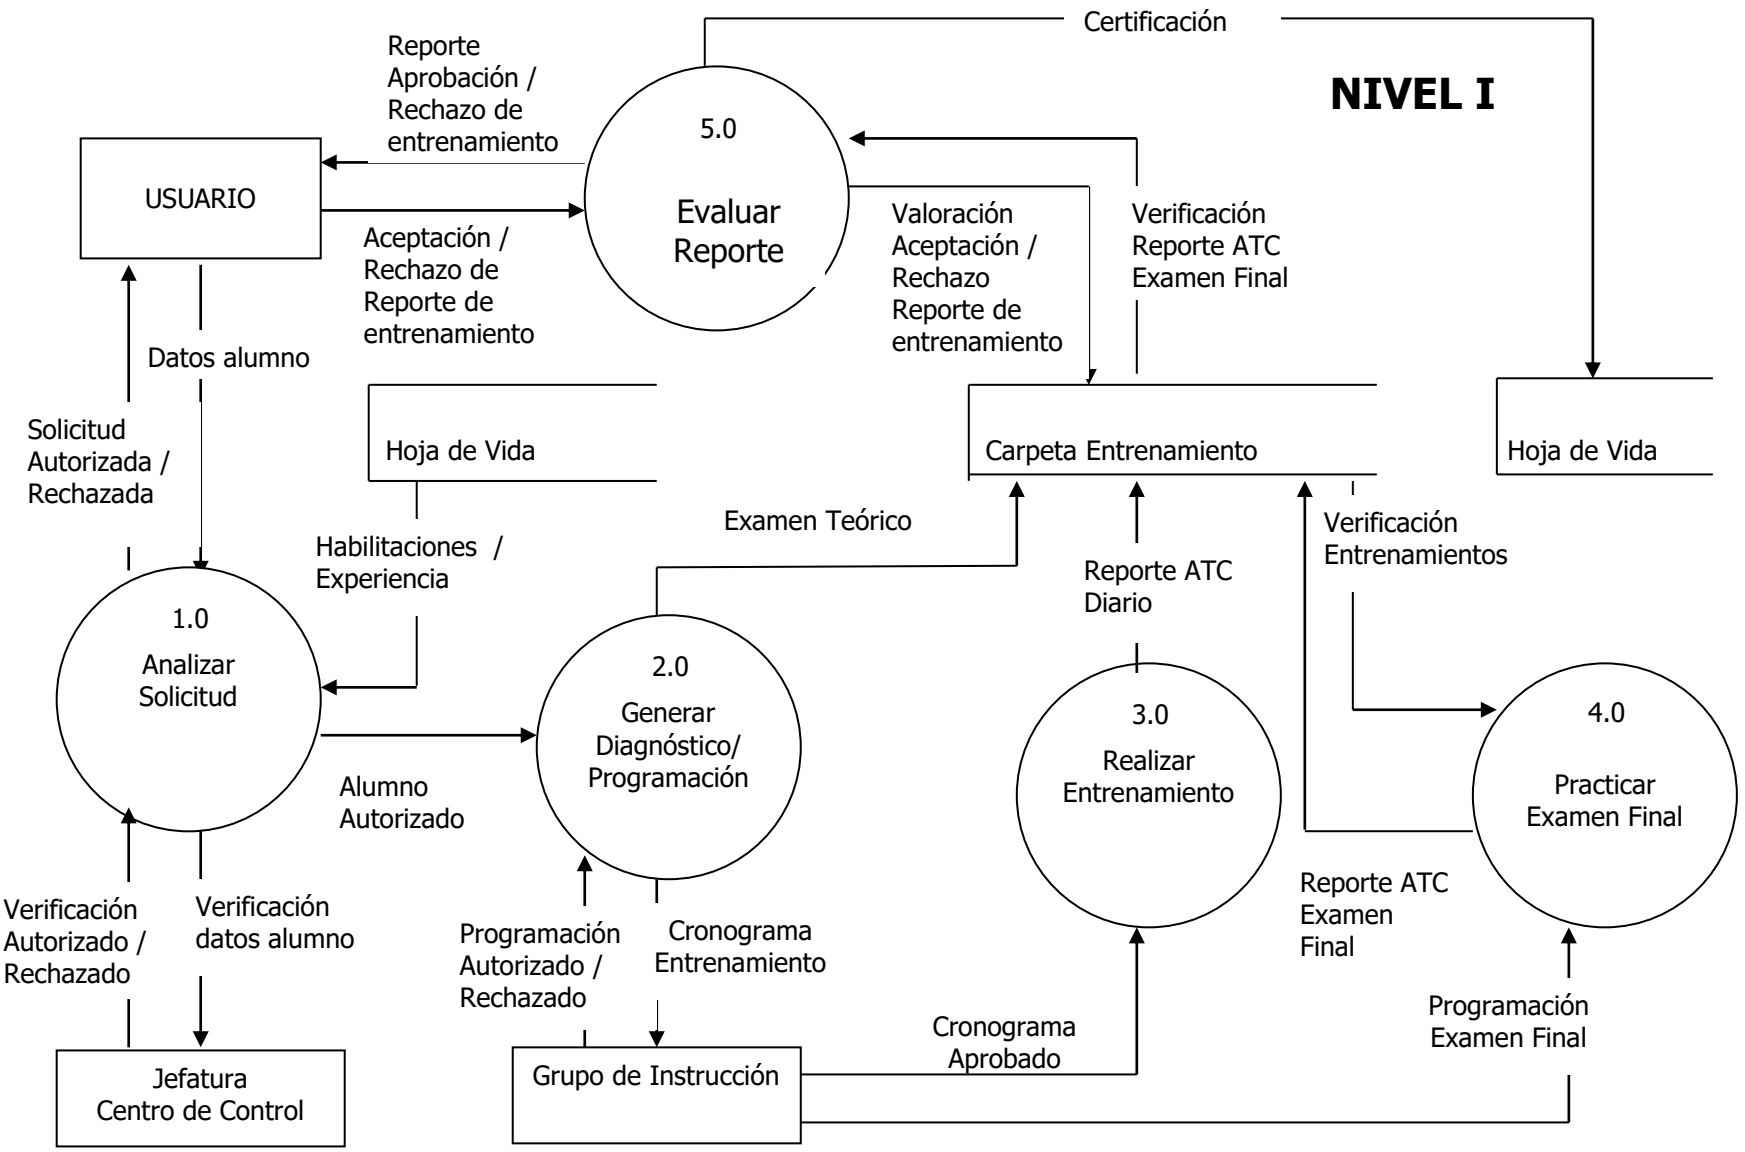 Certificación
NIVEL I
Reporte
Aprobación /
Rechazo de
entrenamiento
5.0
Evaluar
Reporte
USUARIO
Aceptación /
Rechazo de
Reporte de
entrenamiento
Valoración
Aceptación /
Rechazo
Reporte de
entrenamiento
Verificación
Reporte ATC
Examen Final
Datos alumno
Solicitud
Autorizada /
Rechazada
Hoja de Vida
Carpeta Entrenamiento
Hoja de Vida
Habilitaciones  /
Experiencia
Examen Teórico
Reporte ATC
Diario
Verificación
Entrenamientos
1.0
Analizar
Solicitud
2.0
Generar
Diagnóstico/
Programación
3.0
Realizar
Entrenamiento
4.0
Practicar
Examen Final
Alumno
Autorizado
Verificación
Autorizado /
Rechazado
Verificación
datos alumno
Programación
Autorizado /
Rechazado
Cronograma
Entrenamiento
Reporte ATC
Examen
Final
Cronograma
Aprobado
Programación
Examen Final
Jefatura
Centro de Control
Grupo de Instrucción